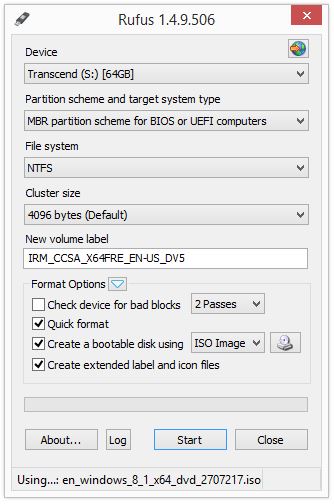 Rufus 1.4.9.506
Device
Transcend (S:) [64GB]
Partition scheme and target system type
MBR partition scheme for BIOS or UEFI computers
File system
NTFS
Cluster size
4096 bytes (Default)
New volume label
IRM_CCSA_X64FRE_EN-US_DV5
Format Options
Check device for bad blocks 2 Passes
Quick format
Create a bootable disk using ISO Image
Create extended label and icon files
About... Log Start Close
Using...: en_windows_8_1_x64_dvd_2707217.iso